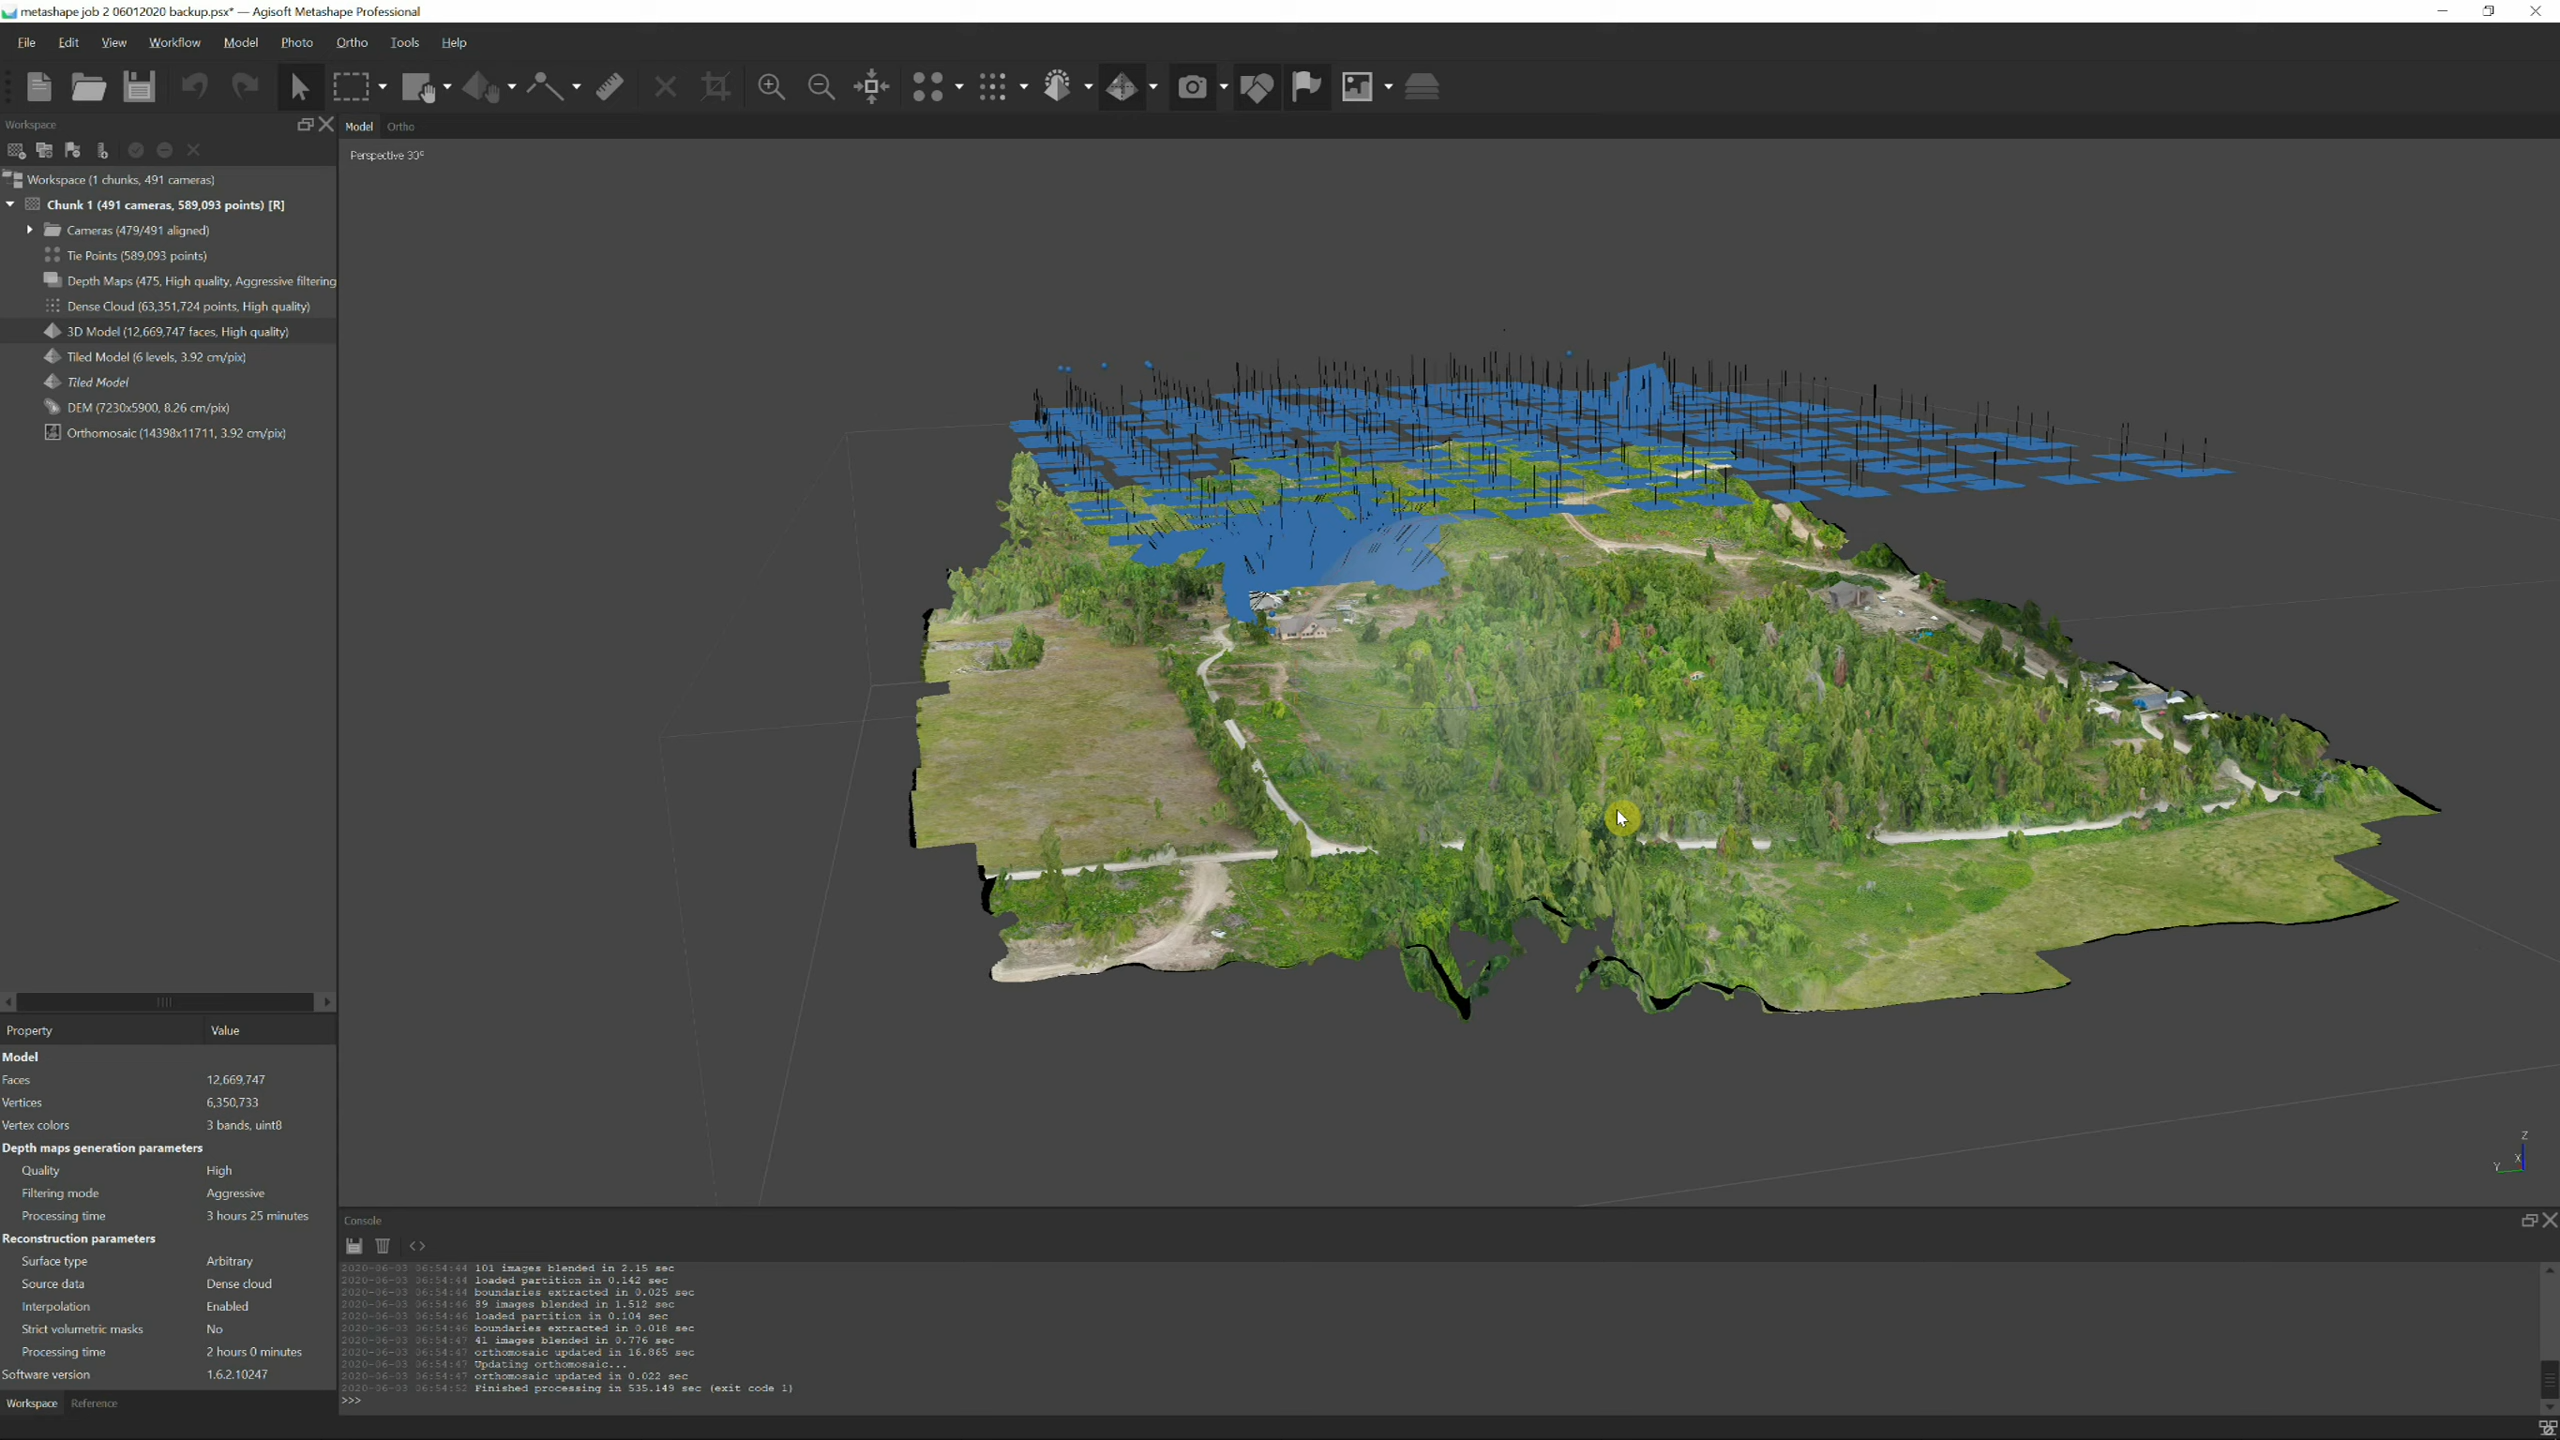 metashape job 2 06012020 backup.psx* — Agisoft Metashape Professional
File Edit View Workflow Model Photo Ortho Tools Help
Workspace
Model Ortho
Perspective 30°
Workspace (1 chunks, 491 cameras)
Chunk 1 (491 cameras, 589,093 points) [R]
Cameras (479/491 aligned)
Tie Points (589,093 points)
Depth Maps (475, High quality, Aggressive filtering
Dense Cloud (63,351,724 points, High quality)
3D Model (12,669,747 faces, High quality)
Tiled Model (6 levels, 3.92 cm/pix)
Tiled Model
DEM (7230x5900, 8.26 cm/pix)
Orthomosaic (14398x11711, 3.92 cm/pix)
Property Value
Model
Faces 12,669,747
Vertices 6,350,733
Vertex colors 3 bands, uint8
Depth maps generation parameters
Quality High
Filtering mode Aggressive
Processing time 3 hours 25 minutes
Reconstruction parameters
Surface type Arbitrary
Source data Dense cloud
Interpolation Enabled
Strict volumetric masks No
Processing time 2 hours 0 minutes
Software version 1.6.2.10247
Workspace Reference
Z
X
Y
Console
2020-06-03 06:54:44 101 images blended in 2.15 sec
2020-06-03 06:54:44 loaded partition in 0.142 sec
2020-06-03 06:54:44 boundaries extracted in 0.025 sec
2020-06-03 06:54:46 89 images blended in 1.512 sec
2020-06-03 06:54:46 loaded partition in 0.104 sec
2020-06-03 06:54:46 boundaries extracted in 0.018 sec
2020-06-03 06:54:47 41 images blended in 0.776 sec
2020-06-03 06:54:47 orthomosaic updated in 16.865 sec
2020-06-03 06:54:47 Updating orthomosaic...
2020-06-03 06:54:47 orthomosaic updated in 0.022 sec
2020-06-03 06:54:52 Finished processing in 535.149 sec (exit code 1)
>>>